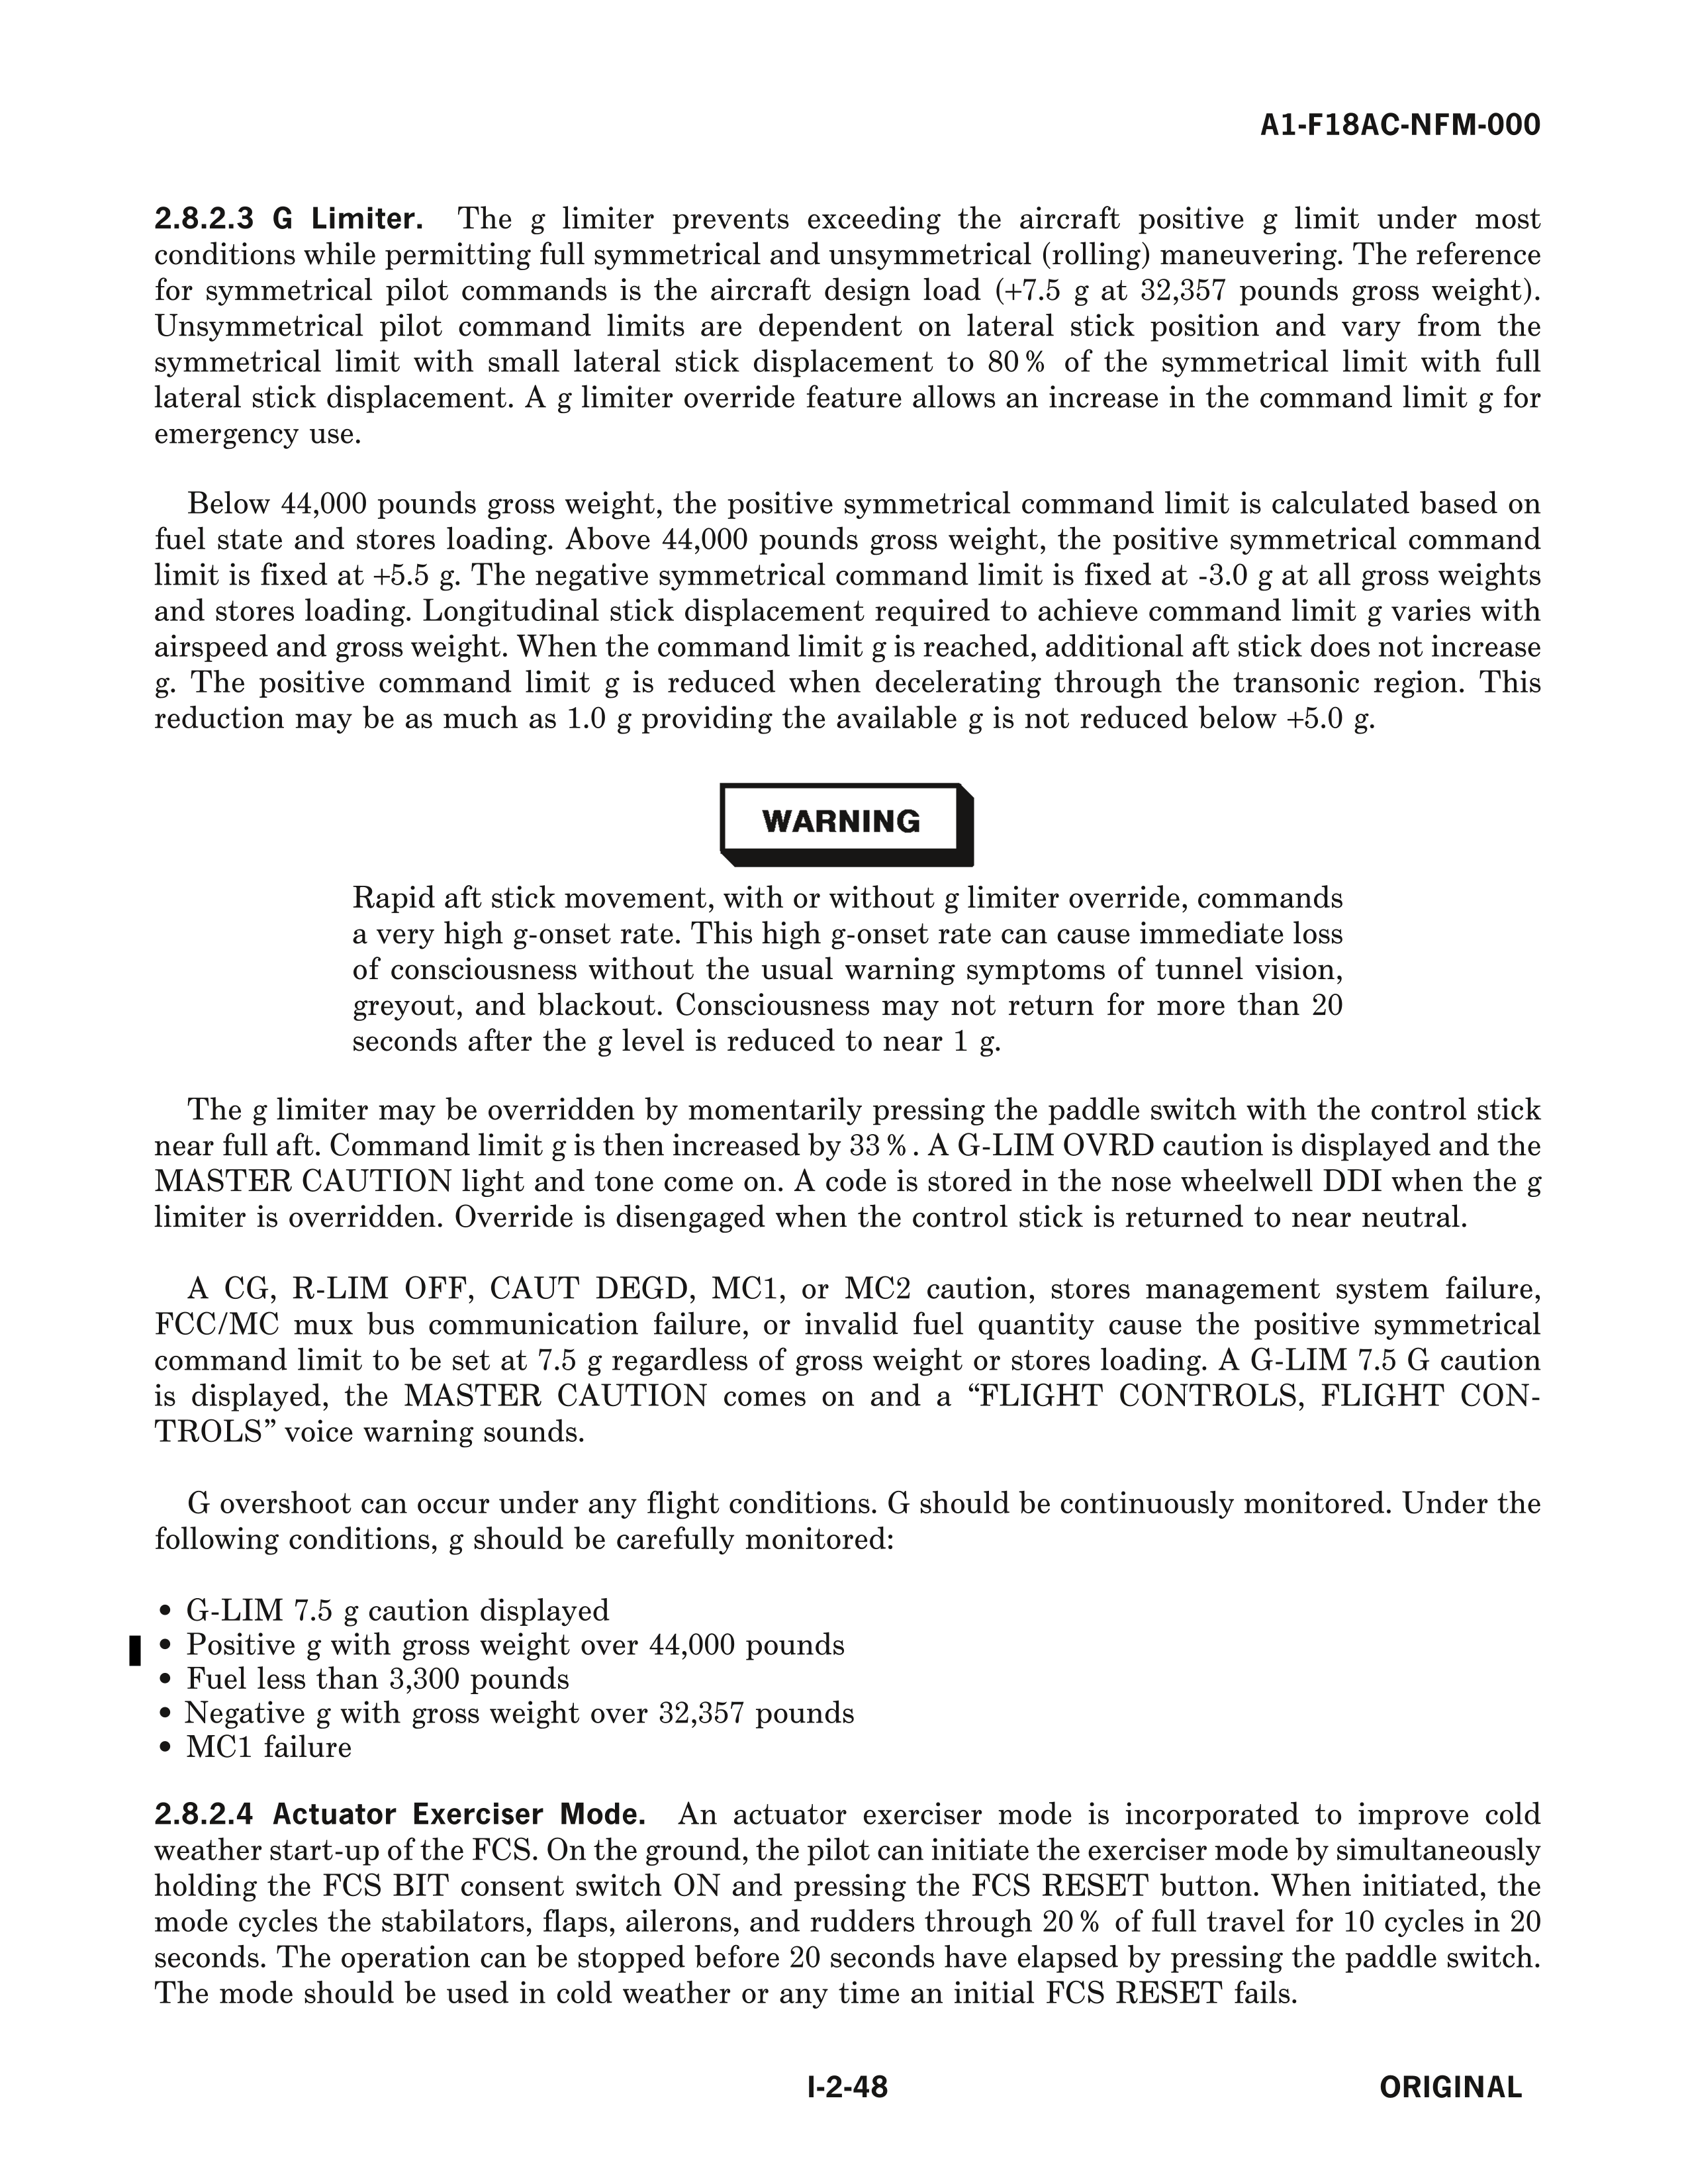 A1-F18AC-NFM-000
2.8.2.3 G Limiter. The g limiter prevents exceeding the aircraft positive g limit under most
conditions while permitting full symmetrical and unsymmetrical (rolling) maneuvering. The reference
for symmetrical pilot commands is the aircraft design load (+7.5 g at 32,357 pounds gross weight).
Unsymmetrical pilot command limits are dependent on lateral stick position and vary from the
symmetrical limit with small lateral stick displacement to 80% of the symmetrical limit with full
lateral stick displacement. A g limiter override feature allows an increase in the command limit g for
emergency use.
Below 44,000 pounds gross weight, the positive symmetrical command limit is calculated based on
fuel state and stores loading. Above 44,000 pounds gross weight, the positive symmetrical command
limit is fixed at +5.5 g. The negative symmetrical command limit is fixed at -3.0 g at all gross weights
and stores loading. Longitudinal stick displacement required to achieve command limit g varies with
airspeed and gross weight. When the command limit g is reached, additional aft stick does not increase
g. The positive command limit g is reduced when decelerating through the transonic region. This
reduction may be as much as 1.0 g providing the available g is not reduced below +5.0 g.
WARNING
Rapid aft stick movement, with or without g limiter override, commands
a very high g-onset rate. This high g-onset rate can cause immediate loss
of consciousness without the usual warning symptoms of tunnel vision,
greyout, and blackout. Consciousness may not return for more than 20
seconds after the g level is reduced to near 1 g.
The g limiter may be overridden by momentarily pressing the paddle switch with the control stick
near full aft. Command limit g is then increased by 33%. A G-LIM OVRD caution is displayed and the
MASTER CAUTION light and tone come on. A code is stored in the nose wheelwell DDI when the g
limiter is overridden. Override is disengaged when the control stick is returned to near neutral.
A CG, R-LIM OFF, CAUT DEGD, MC1, or MC2 caution, stores management system failure,
FCC/MC mux bus communication failure, or invalid fuel quantity cause the positive symmetrical
command limit to be set at 7.5 g regardless of gross weight or stores loading. A G-LIM 7.5 G caution
is displayed, the MASTER CAUTION comes on and a “FLIGHT CONTROLS, FLIGHT CON-
TROLS” voice warning sounds.
G overshoot can occur under any flight conditions. G should be continuously monitored. Under the
following conditions, g should be carefully monitored:
• G-LIM 7.5 g caution displayed
• Positive g with gross weight over 44,000 pounds
• Fuel less than 3,300 pounds
• Negative g with gross weight over 32,357 pounds
• MC1 failure
2.8.2.4 Actuator Exerciser Mode. An actuator exerciser mode is incorporated to improve cold
weather start-up of the FCS. On the ground, the pilot can initiate the exerciser mode by simultaneously
holding the FCS BIT consent switch ON and pressing the FCS RESET button. When initiated, the
mode cycles the stabilators, flaps, ailerons, and rudders through 20% of full travel for 10 cycles in 20
seconds. The operation can be stopped before 20 seconds have elapsed by pressing the paddle switch.
The mode should be used in cold weather or any time an initial FCS RESET fails.
I-2-48
ORIGINAL